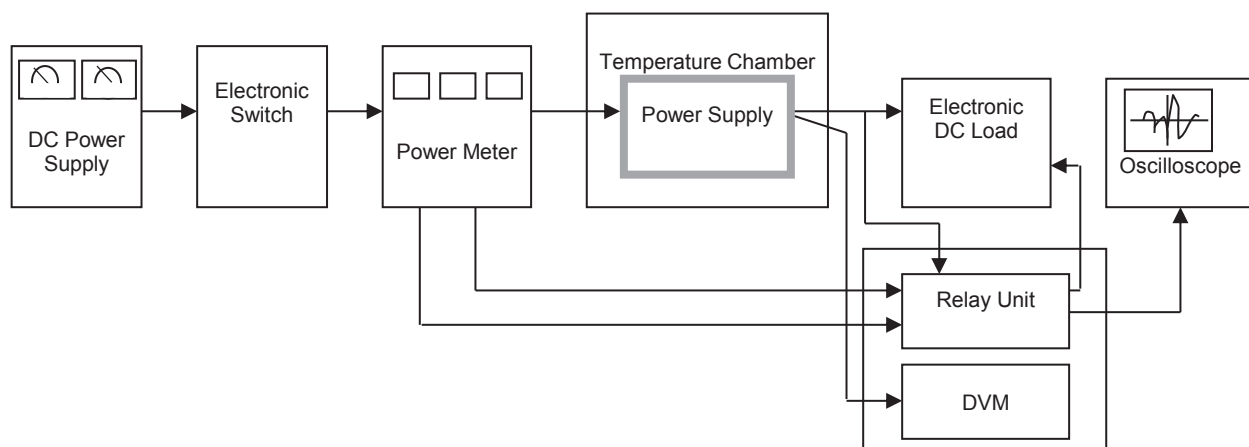 DC Power
Supply
Electronic
Switch
Power Meter
Temperature Chamber
Power Supply
Electronic
DC Load
Oscilloscope
Relay Unit
DVM